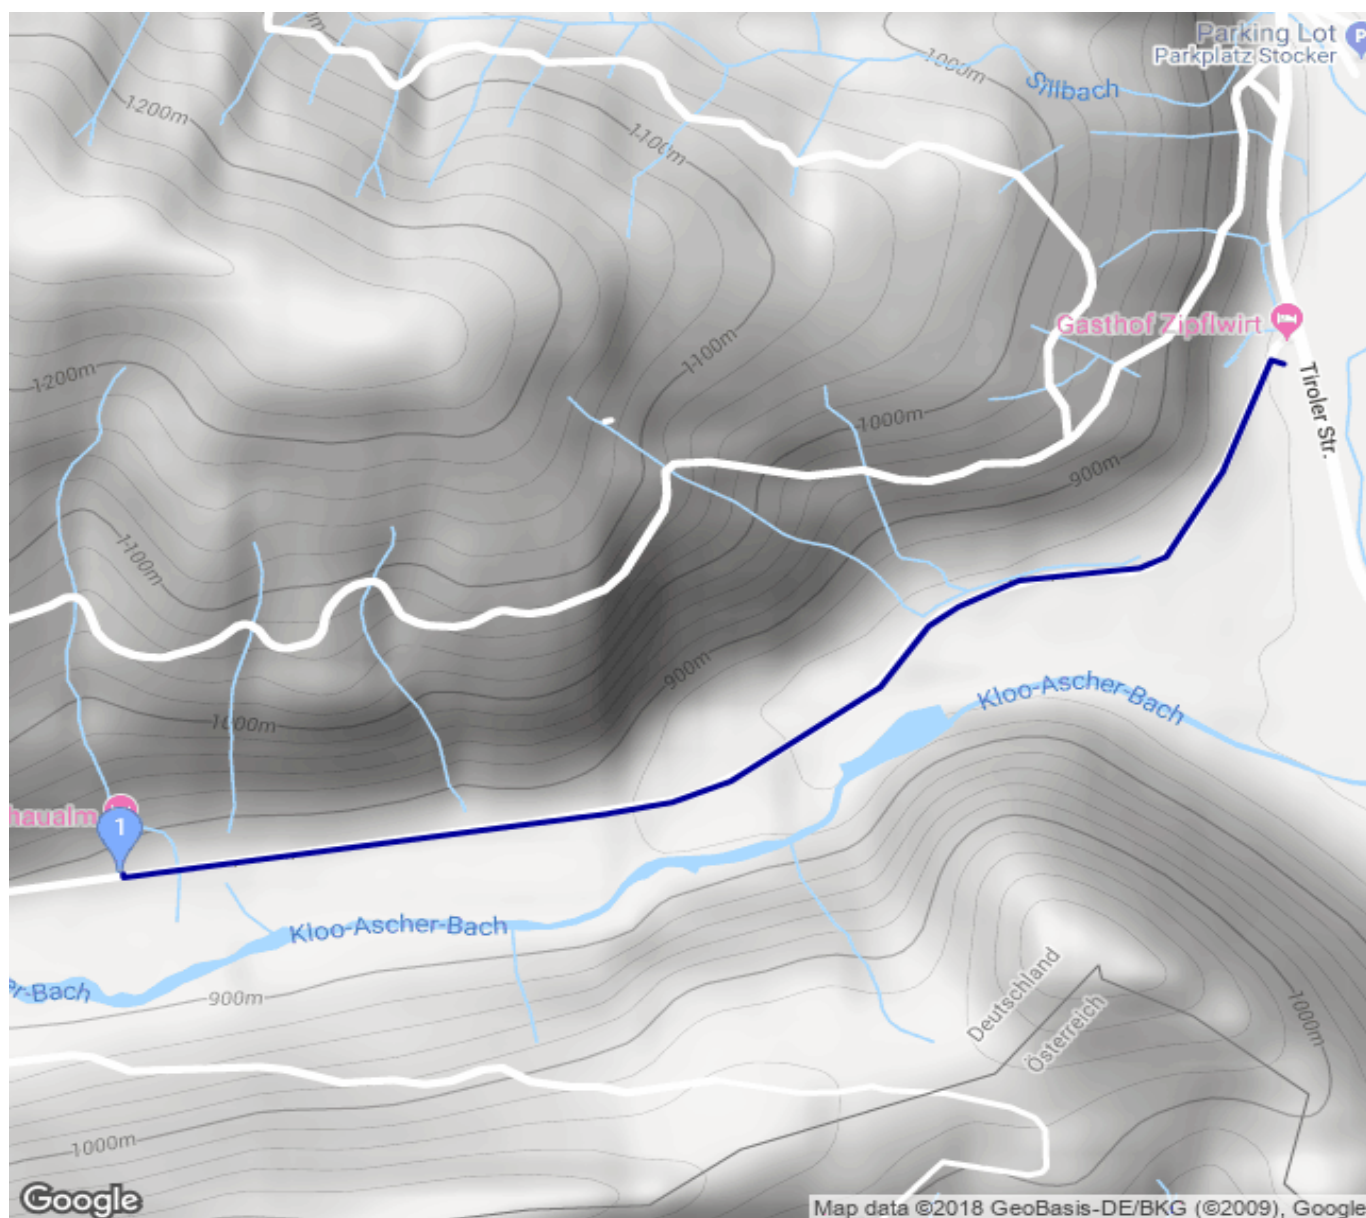 Parking Lot
Parkplatz Stocker
1000m
Sillbach
1200m
1100m
Gasthof Zipflwirt
1100m
1200m
Tiroler Str.
1000m
900m
1100m
900m
Kloo-Ascher-Bach
1000m
haualm
1
Kloo-Ascher-Bach
r-Bach
900m
Deutschland
Österreich
1000m
1000m
Google
Map data ©2018 GeoBasis-DE/BKG (©2009), Google